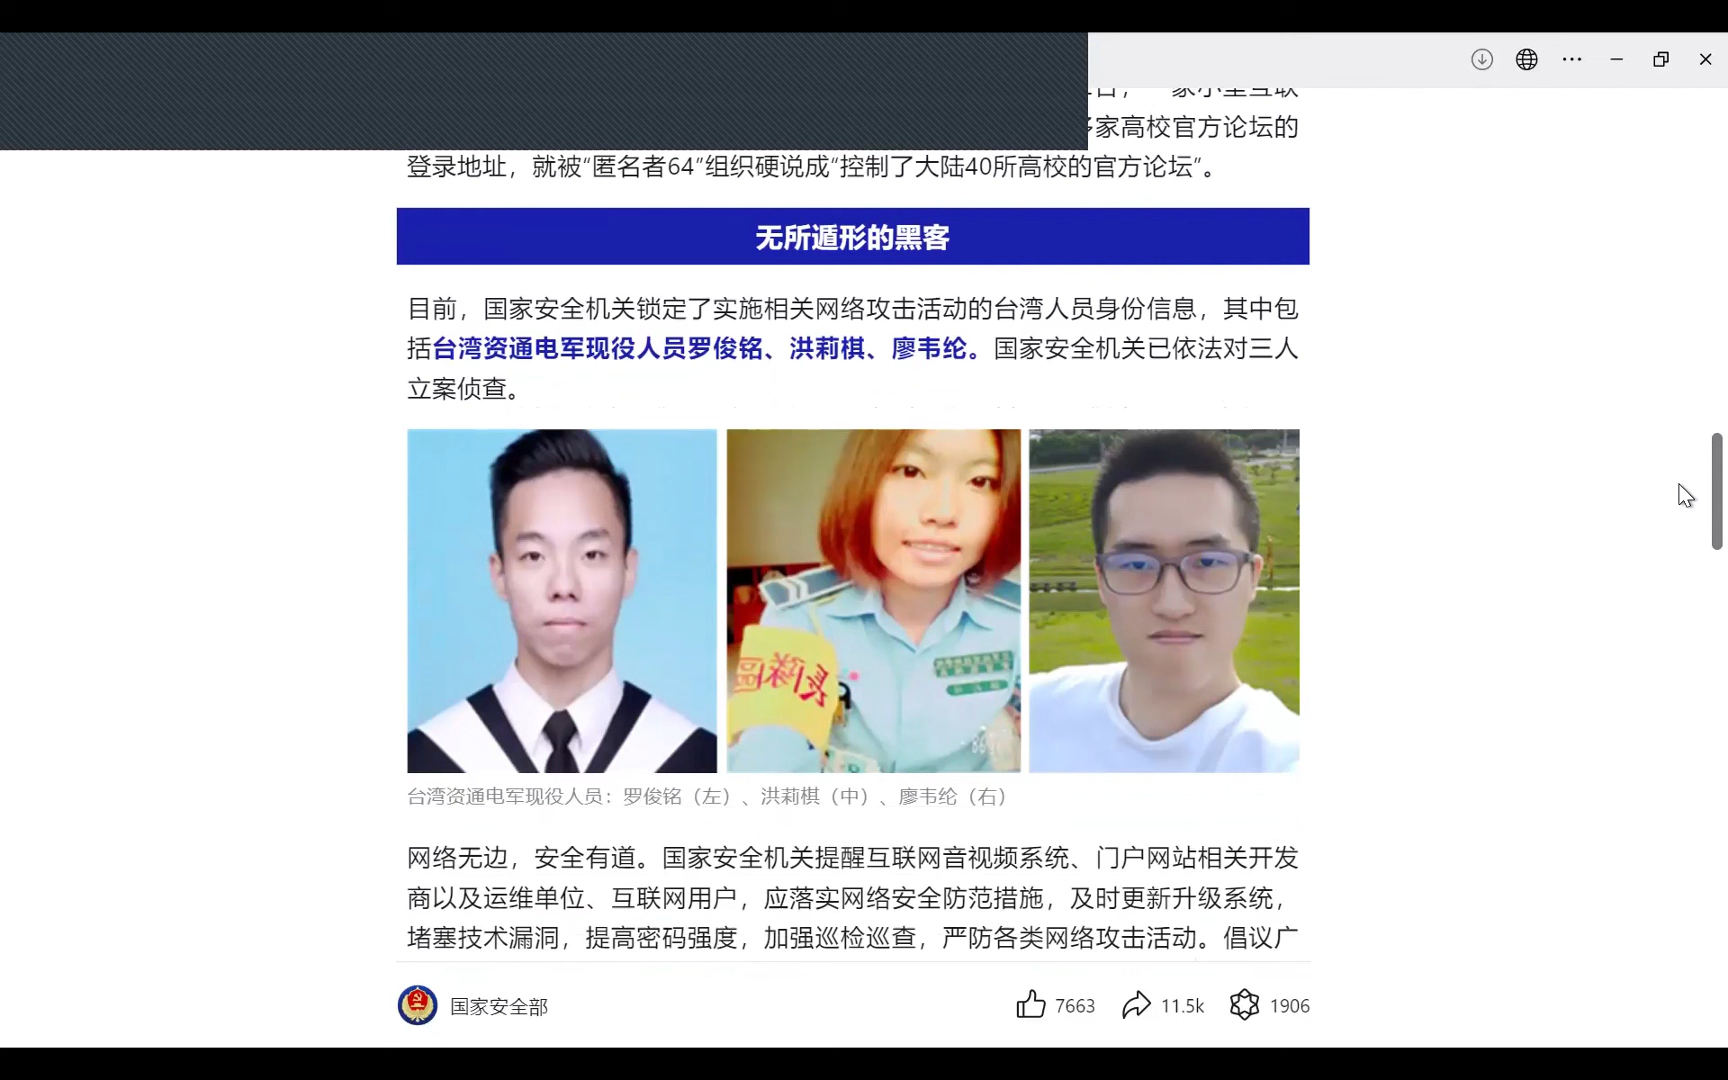 多家高校官方论坛的
登录地址，就被“匿名者64”组织硬说成“控制了大陆40所高校的官方论坛”。
无所遁形的黑客
目前，国家安全机关锁定了实施相关网络攻击活动的台湾人员身份信息，其中包
括台湾资通电军现役人员罗俊铭、洪莉棋、廖韦纶。国家安全机关已依法对三人
立案侦查。
台湾资通电军现役人员：罗俊铭（左）、洪莉棋（中）、廖韦纶（右）
网络无边，安全有道。国家安全机关提醒互联网音视频系统、门户网站相关开发
商以及运维单位、互联网用户，应落实网络安全防范措施，及时更新升级系统，
堵塞技术漏洞，提高密码强度，加强巡检巡查，严防各类网络攻击活动。倡议广
国家安全部
7663
11.5k
1906